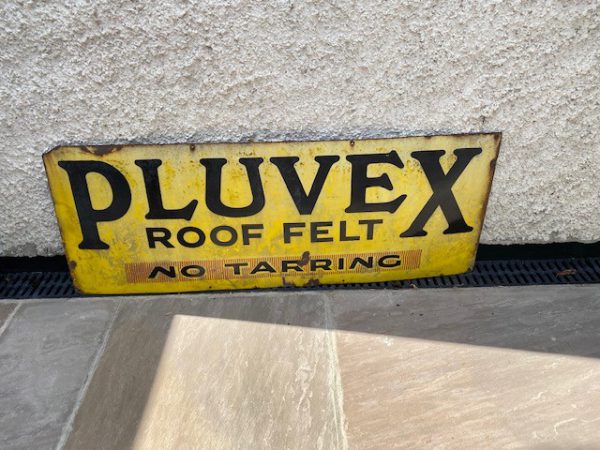 PLUVEX
ROOF FELT
NO TARRING